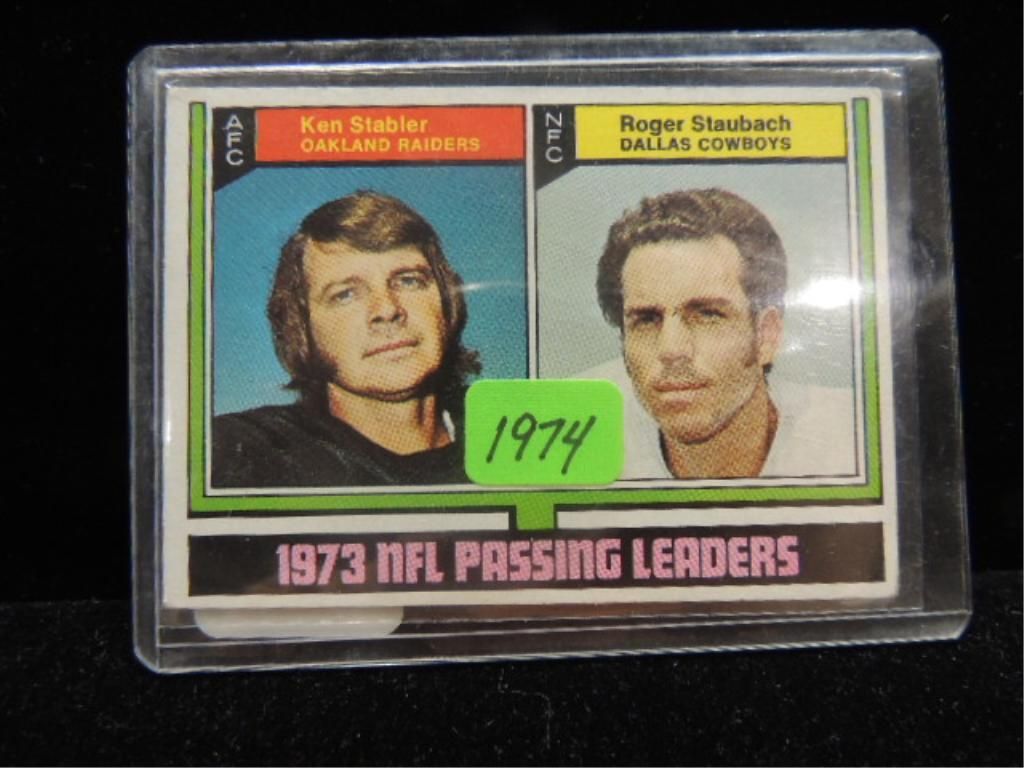 AFC
Ken Stabler
OAKLAND RAIDERS
NFC
Roger Staubach
DALLAS COWBOYS
1974
1973 NFL PASSING LEADERS